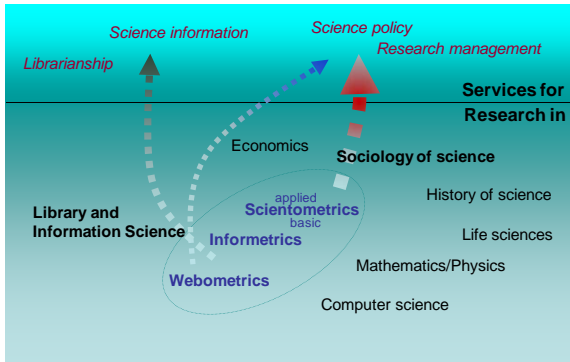 Science information
Science policy
Research management
Librarianship
Services for
Research in
Economics
Sociology of science
applied
Scientometrics
basic
History of science
Library and
Information Science
Informetrics
Life sciences
Webometrics
Mathematics/Physics
Computer science